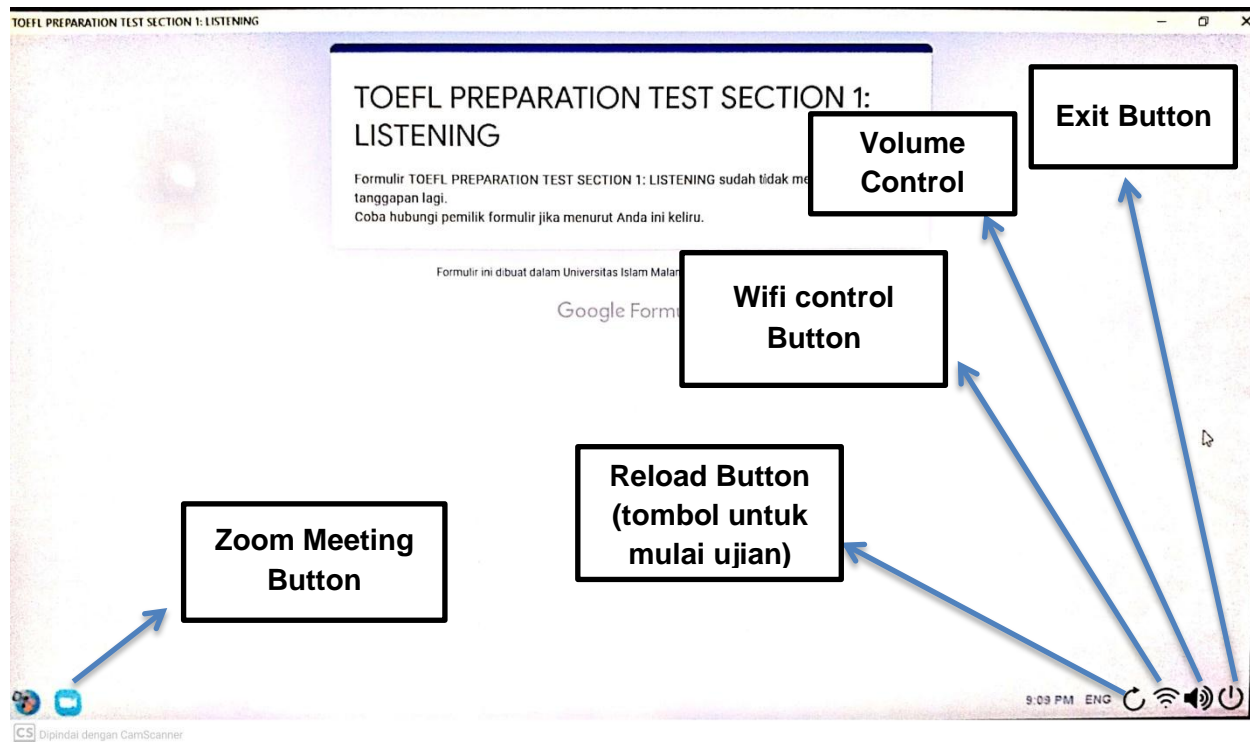 TOEFL PREPARATION TEST SECTION 1: LISTENING
TOEFL PREPARATION TEST SECTION 1:
LISTENING
Formulir TOEFL PREPARATION TEST SECTION 1: LISTENING sudah tidak
tanggapan lagi.
Coba hubungi pemilik formulir jika menurut Anda ini keliru.
Formulir ini dibuat dalam Universitas Islam
Google
Exit Button
Volume
Control
Wifi control
Button
Reload Button
(tombol untuk
mulai ujian)
Zoom Meeting
Button
9:09 PM ENG
CS Dipindai dengan CamScanner